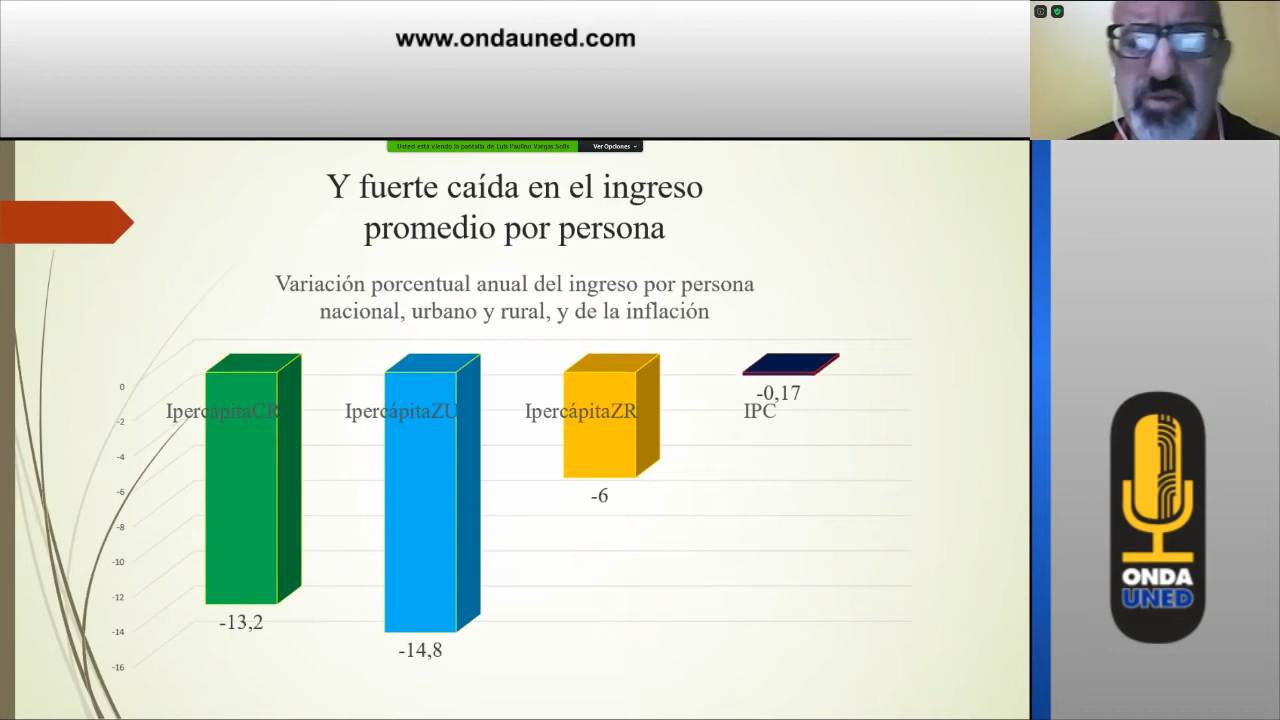 www.ondauned.com
Usted está viendo la pantalla de Luis Paulino Vargas Solís
Ver Opciones
Y fuerte caída en el ingreso
promedio por persona
Variación porcentual anual del ingreso por persona
nacional, urbano y rural, y de la inflación
0
-2
-4
-6
-8
-10
-12
-14
-16
IpercápitaCR
IpercápitaZU
IpercápitaZR
IPC
-13,2
-14,8
-6
-0,17
ONDA
UNED